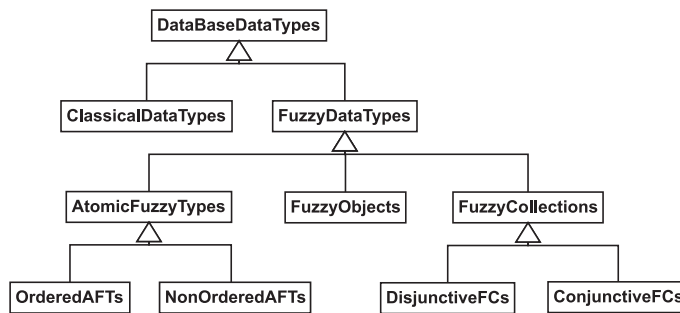 DataBaseDataTypes
ClassicalDataTypes
FuzzyDataTypes
AtomicFuzzyTypes
FuzzyObjects
FuzzyCollections
OrderedAFTs
NonOrderedAFTs
DisjunctiveFCs
ConjunctiveFCs